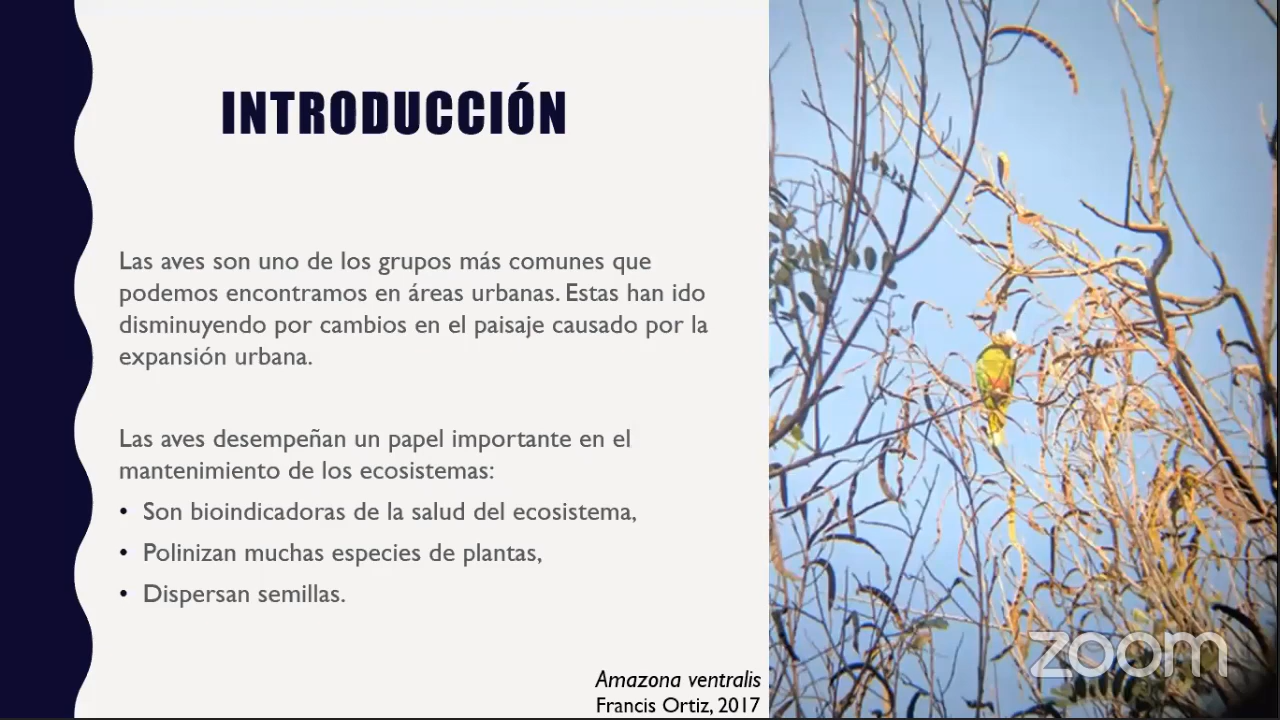 INTRODUCCIÓN
Las aves son uno de los grupos más comunes que
podemos encontramos en áreas urbanas. Estas han ido
disminuyendo por cambios en el paisaje causado por la
expansión urbana.
Las aves desempeñan un papel importante en el
mantenimiento de los ecosistemas:
• Son bioindicadoras de la salud del ecosistema,
• Polinizan muchas especies de plantas,
• Dispersan semillas.
Amazona ventralis
Francis Ortiz, 2017
zoom